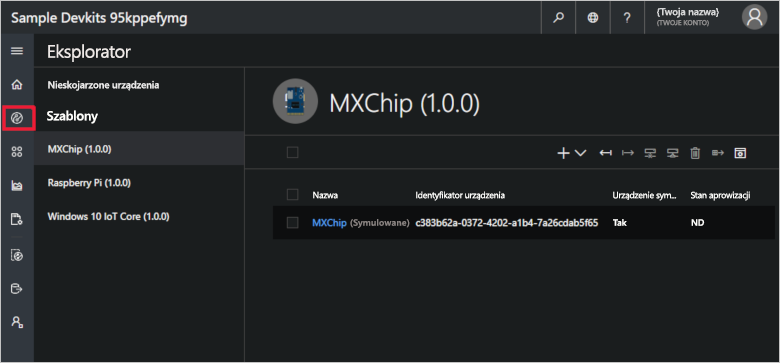 Sample Devkits 95kppefymg
?
{Twoja nazwa}
(TWOJE KONTO)
Eksplorator
Nieskojarzone urządzenia
Szablony
MXChip (1.0.0)
Raspberry Pi (1.0.0)
Windows 10 IoT Core (1.0.0)
MXChip (1.0.0)
Nazwa Identyfikator urządzenia Urządzenie sym... Stan aprowizacji
MXChip (Symulowane) c383b62a-0372-4202-a1b4-7a26cdab5f65 Tak ND